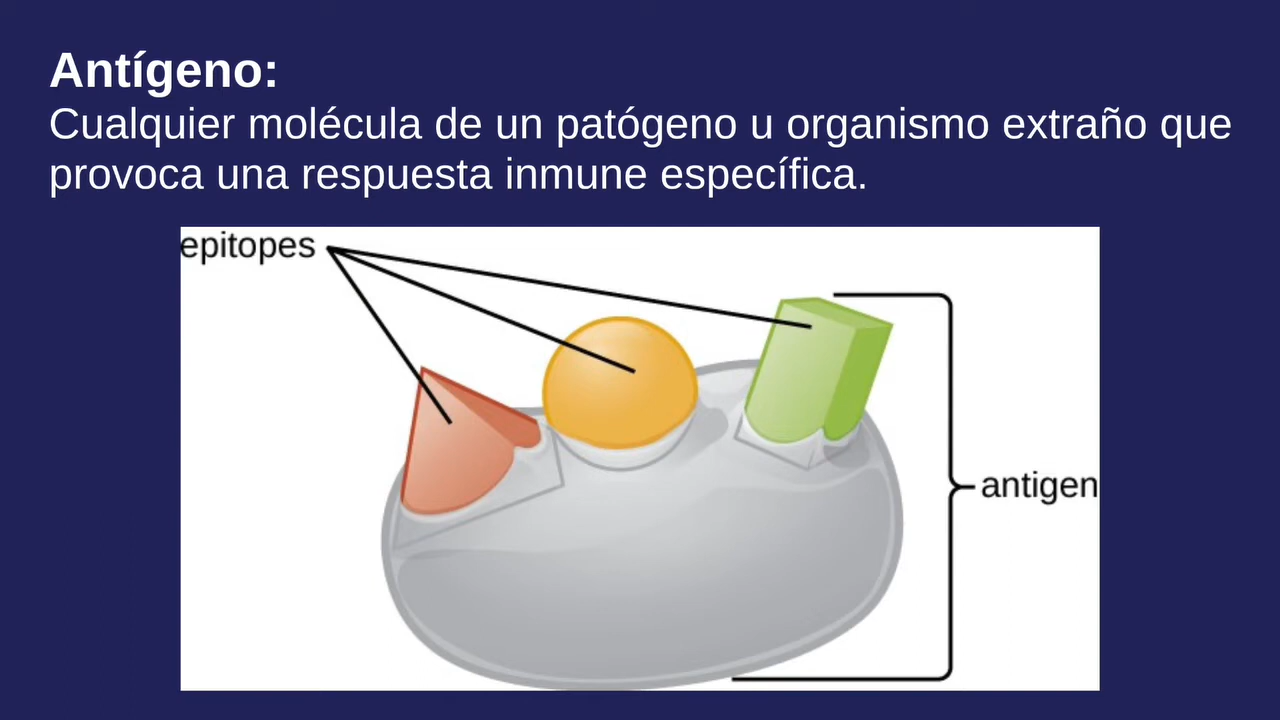 Antígeno:
Cualquier molécula de un patógeno u organismo extraño que
provoca una respuesta inmune específica.
epitopes
antigen